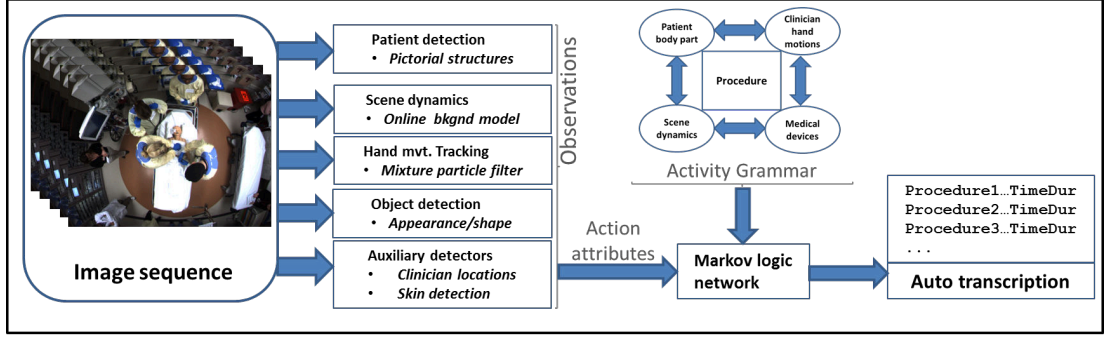 Image sequence
Patient detection
• Pictorial structures
Scene dynamics
• Online bkgnd model
Hand mvt. Tracking
• Mixture particle filter
Object detection
• Appearance/shape
Auxiliary detectors
• Clinician locations
• Skin detection
Observations
Action
attributes
Patient
body part
Clinician
hand
motions
Procedure
Scene
dynamics
Medical
devices
Activity Grammar
Markov logic
network
Procedure1…TimeDur
Procedure2…TimeDur
Procedure3…TimeDur
...
Auto transcription